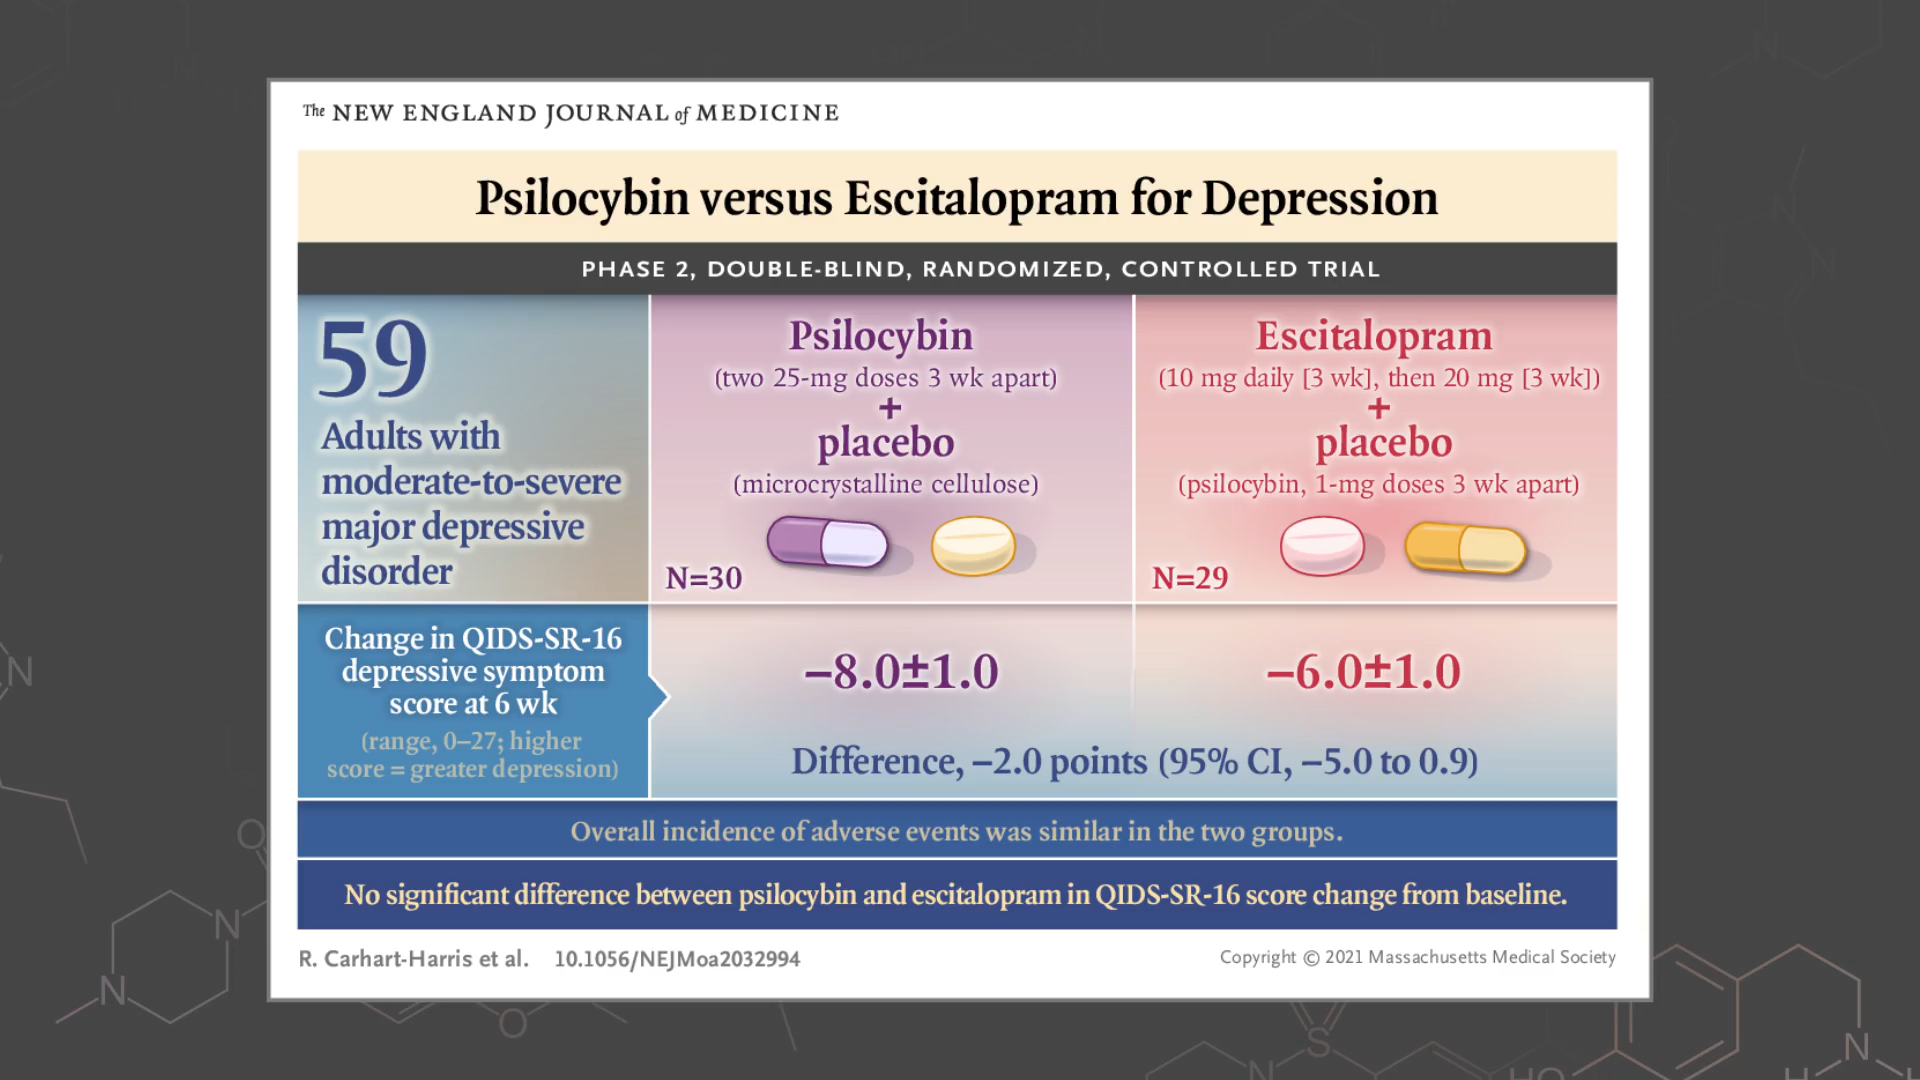 The NEW ENGLAND JOURNAL of MEDICINE
Psilocybin versus Escitalopram for Depression
PHASE 2, DOUBLE-BLIND, RANDOMIZED, CONTROLLED TRIAL
59
Adults with
moderate-to-severe
major depressive
disorder
Psilocybin
(two 25-mg doses 3 wk apart)
+
placebo
(microcrystalline cellulose)
N=30
Escitalopram
(10 mg daily [3 wk], then 20 mg [3 wk])
+
placebo
(psilocybin, 1-mg doses 3 wk apart)
N=29
Change in QIDS-SR-16
depressive symptom
score at 6 wk
(range, 0–27; higher
score = greater depression)
–8.0±1.0
–6.0±1.0
Difference, –2.0 points (95% CI, –5.0 to 0.9)
Overall incidence of adverse events was similar in the two groups.
No significant difference between psilocybin and escitalopram in QIDS-SR-16 score change from baseline.
R. Carhart-Harris et al. 10.1056/NEJMoa2032994
Copyright © 2021 Massachusetts Medical Society
N
O
N
N
O
S
N
HO
N
H
H